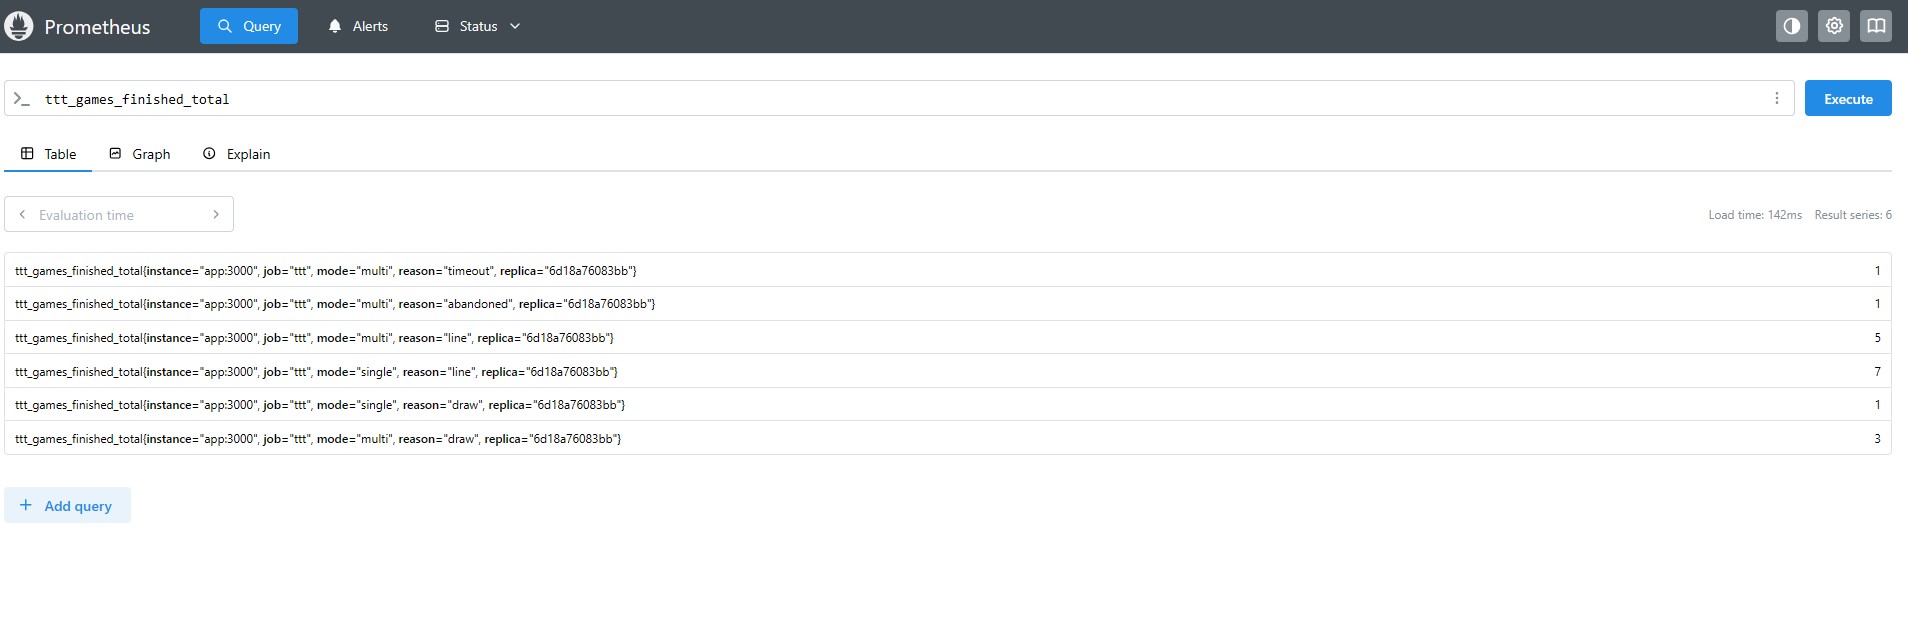 Prometheus Query Alerts Status
ttt_games_finished_total Execute
Table Graph Explain
Evaluation time Load time: 142ms Result series: 6
ttt_games_finished_total{instance="app:3000", job="ttt", mode="multi", reason="timeout", replica="6d18a76083bb"} 1
ttt_games_finished_total{instance="app:3000", job="ttt", mode="multi", reason="abandoned", replica="6d18a76083bb"} 1
ttt_games_finished_total{instance="app:3000", job="ttt", mode="multi", reason="line", replica="6d18a76083bb"} 5
ttt_games_finished_total{instance="app:3000", job="ttt", mode="single", reason="line", replica="6d18a76083bb"} 7
ttt_games_finished_total{instance="app:3000", job="ttt", mode="single", reason="draw", replica="6d18a76083bb"} 1
ttt_games_finished_total{instance="app:3000", job="ttt", mode="multi", reason="draw", replica="6d18a76083bb"} 3
Add query